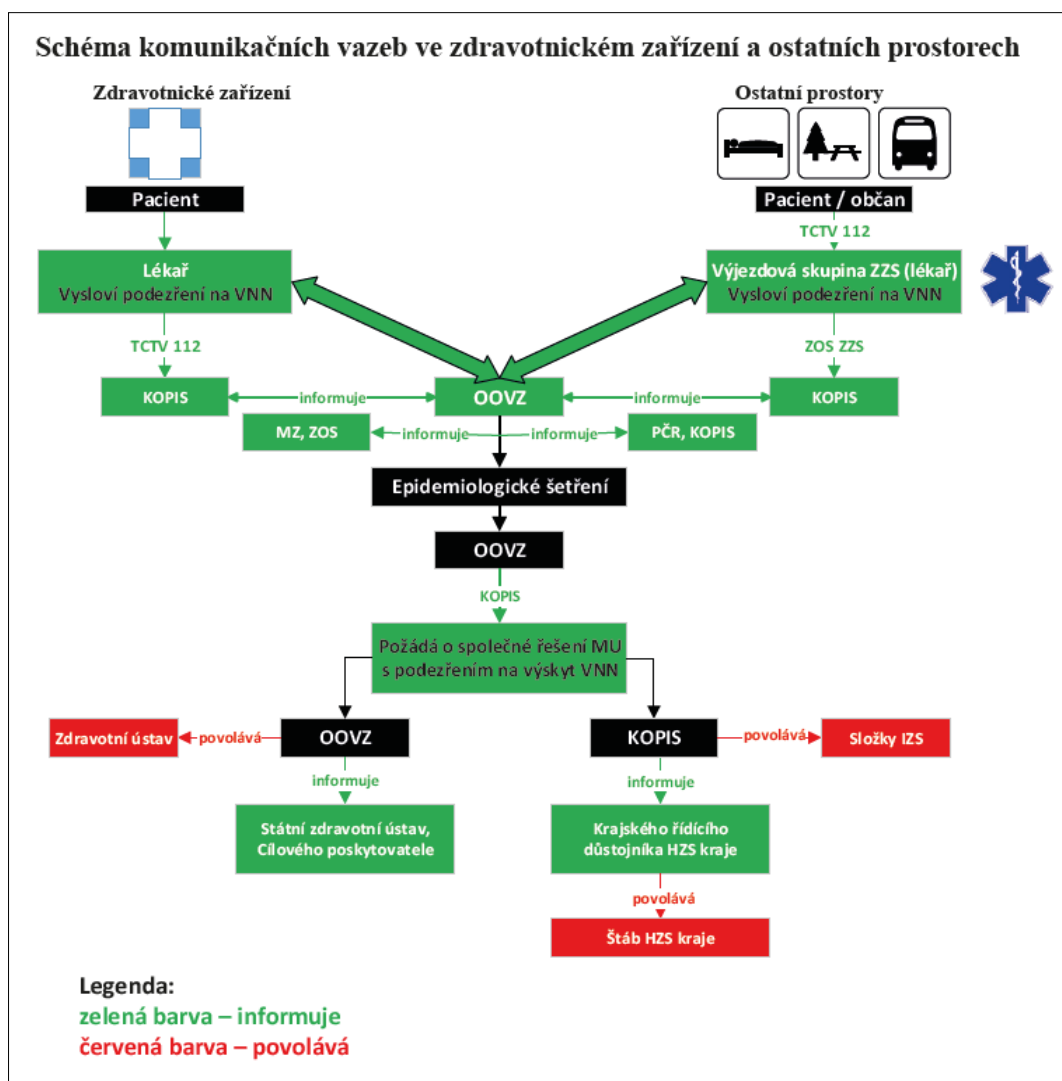 Schéma komunikačních vazeb ve zdravotnickém zařízení a ostatních prostorech
Zdravotnické zařízení
Ostatní prostory
Pacient
Pacient / občan
TCTV 112
Lékař
Vysloví podezření na VNN
Výjezdová skupina ZZS (lékař)
Vysloví podezření na VNN
TCTV 112
ZOS ZZS
KOPIS
informuje
OOVZ
informuje
KOPIS
MZ, ZOS
informuje
informuje
PČR, KOPIS
Epidemiologické šetření
OOVZ
KOPIS
Požádá o společné řešení MU
s podezřením na výskyt VNN
Zdravotní ústav
povolává
OOVZ
KOPIS
povolává
Složky IZS
informuje
informuje
Státní zdravotní ústav,
Cílového poskytovatele
Krajského řídícího
důstojníka HZS kraje
povolává
Štáb HZS kraje
Legenda:
zelená barva – informuje
červená barva – povolává